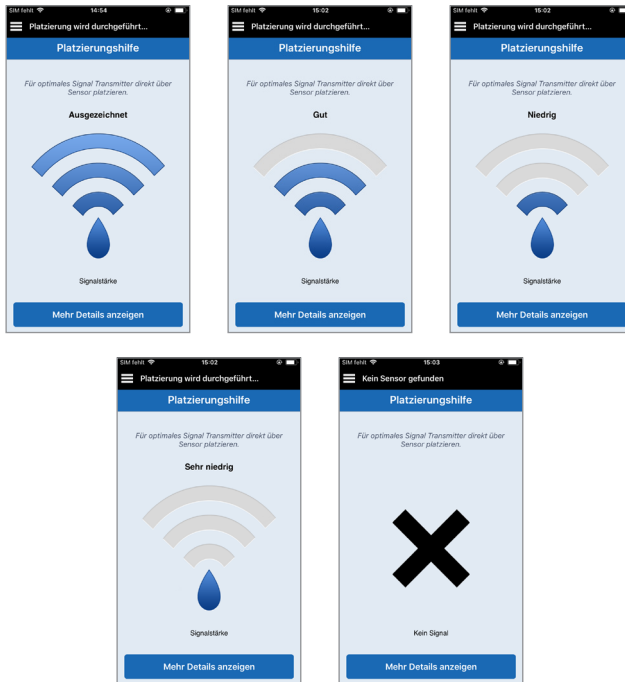 SIM fehlt 14:54
Platzierung wird durchgeführt...
Platzierungshilfe
Für optimales Signal Transmitter direkt über
Sensor platzieren.
Ausgezeichnet
Signalstärke
Mehr Details anzeigen
SIM fehlt 15:02
Platzierung wird durchgeführt...
Platzierungshilfe
Für optimales Signal Transmitter direkt über
Sensor platzieren.
Gut
Signalstärke
Mehr Details anzeigen
SIM fehlt 15:02
Platzierung wird durchgeführt...
Platzierungshilfe
Für optimales Signal Transmitter direkt über
Sensor platzieren.
Niedrig
Signalstärke
Mehr Details anzeigen
SIM fehlt 15:02
Platzierung wird durchgeführt...
Platzierungshilfe
Für optimales Signal Transmitter direkt über
Sensor platzieren.
Sehr niedrig
Signalstärke
Mehr Details anzeigen
SIM fehlt 15:03
Kein Sensor gefunden
Platzierungshilfe
Für optimales Signal Transmitter direkt über
Sensor platzieren.
Kein Signal
Mehr Details anzeigen